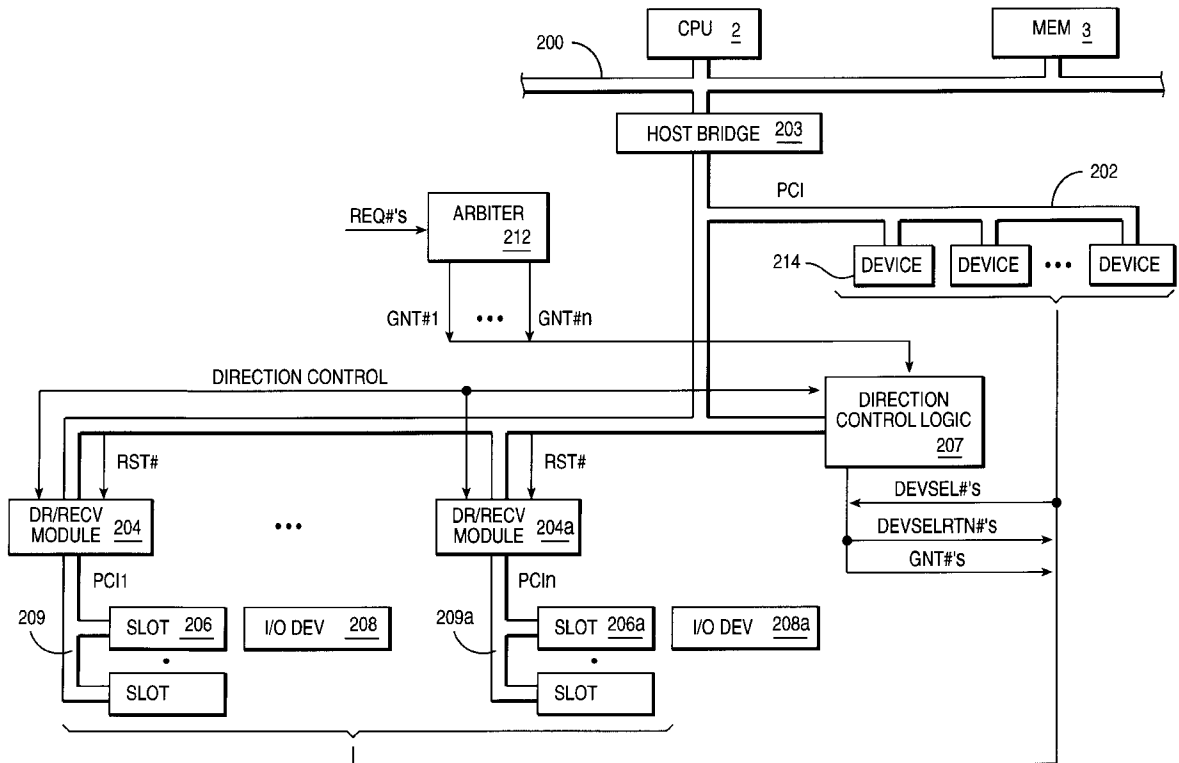 CPU 2
MEM 3
200
HOST BRIDGE 203
PCI
202
REQ#'s
ARBITER
212
214
DEVICE
DEVICE
•••
DEVICE
GNT#1
•••
GNT#n
DIRECTION CONTROL
DIRECTION
CONTROL LOGIC
207
RST#
RST#
DR/RECV
MODULE 204
•••
DR/RECV
MODULE 204a
DEVSEL#'s
DEVSELRTN#'s
GNT#'s
PCI1
PCIn
209
SLOT 206
I/O DEV 208
209a
SLOT 206a
I/O DEV 208a
SLOT
SLOT